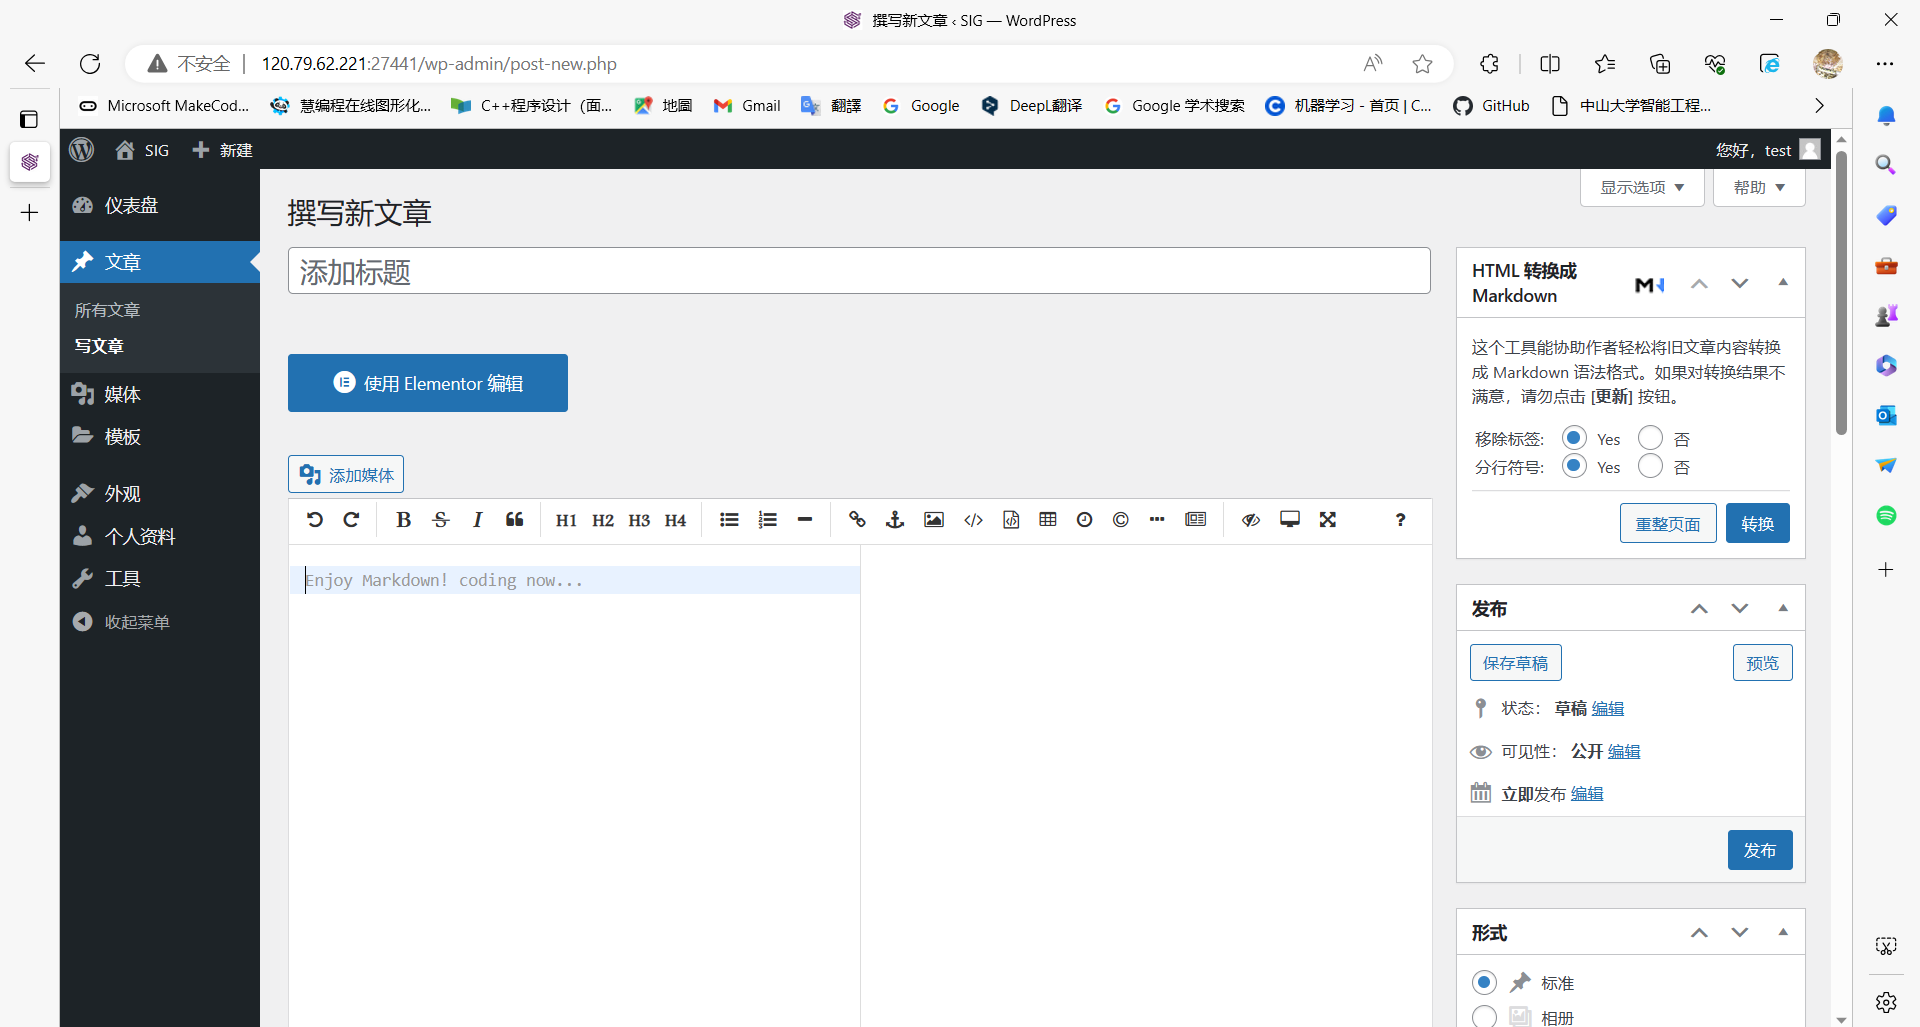 撰写新文章 ‹ SIG — WordPress
不安全 120.79.62.221:27441/wp-admin/post-new.php
Microsoft MakeCod... 慧编程在线图形化... C++程序设计（面... 地圖 Gmail 翻譯 Google DeepL翻译 Google 学术搜索 机器学习 - 首页 | C... GitHub 中山大学智能工程...
SIG 新建 您好，test
显示选项 帮助
仪表盘
文章
所有文章
写文章
媒体
模板
外观
个人资料
工具
收起菜单
撰写新文章
添加标题
使用 Elementor 编辑
添加媒体
B S I H1 H2 H3 H4 ?
Enjoy Markdown! coding now...
HTML 转换成
Markdown
这个工具能协助作者轻松将旧文章内容转换
成 Markdown 语法格式。如果对转换结果不
满意，请勿点击 [更新] 按钮。
移除标签: Yes 否
分行符号: Yes 否
重整页面 转换
发布
保存草稿 预览
状态： 草稿 编辑
可见性： 公开 编辑
立即发布 编辑
发布
形式
标准
相册